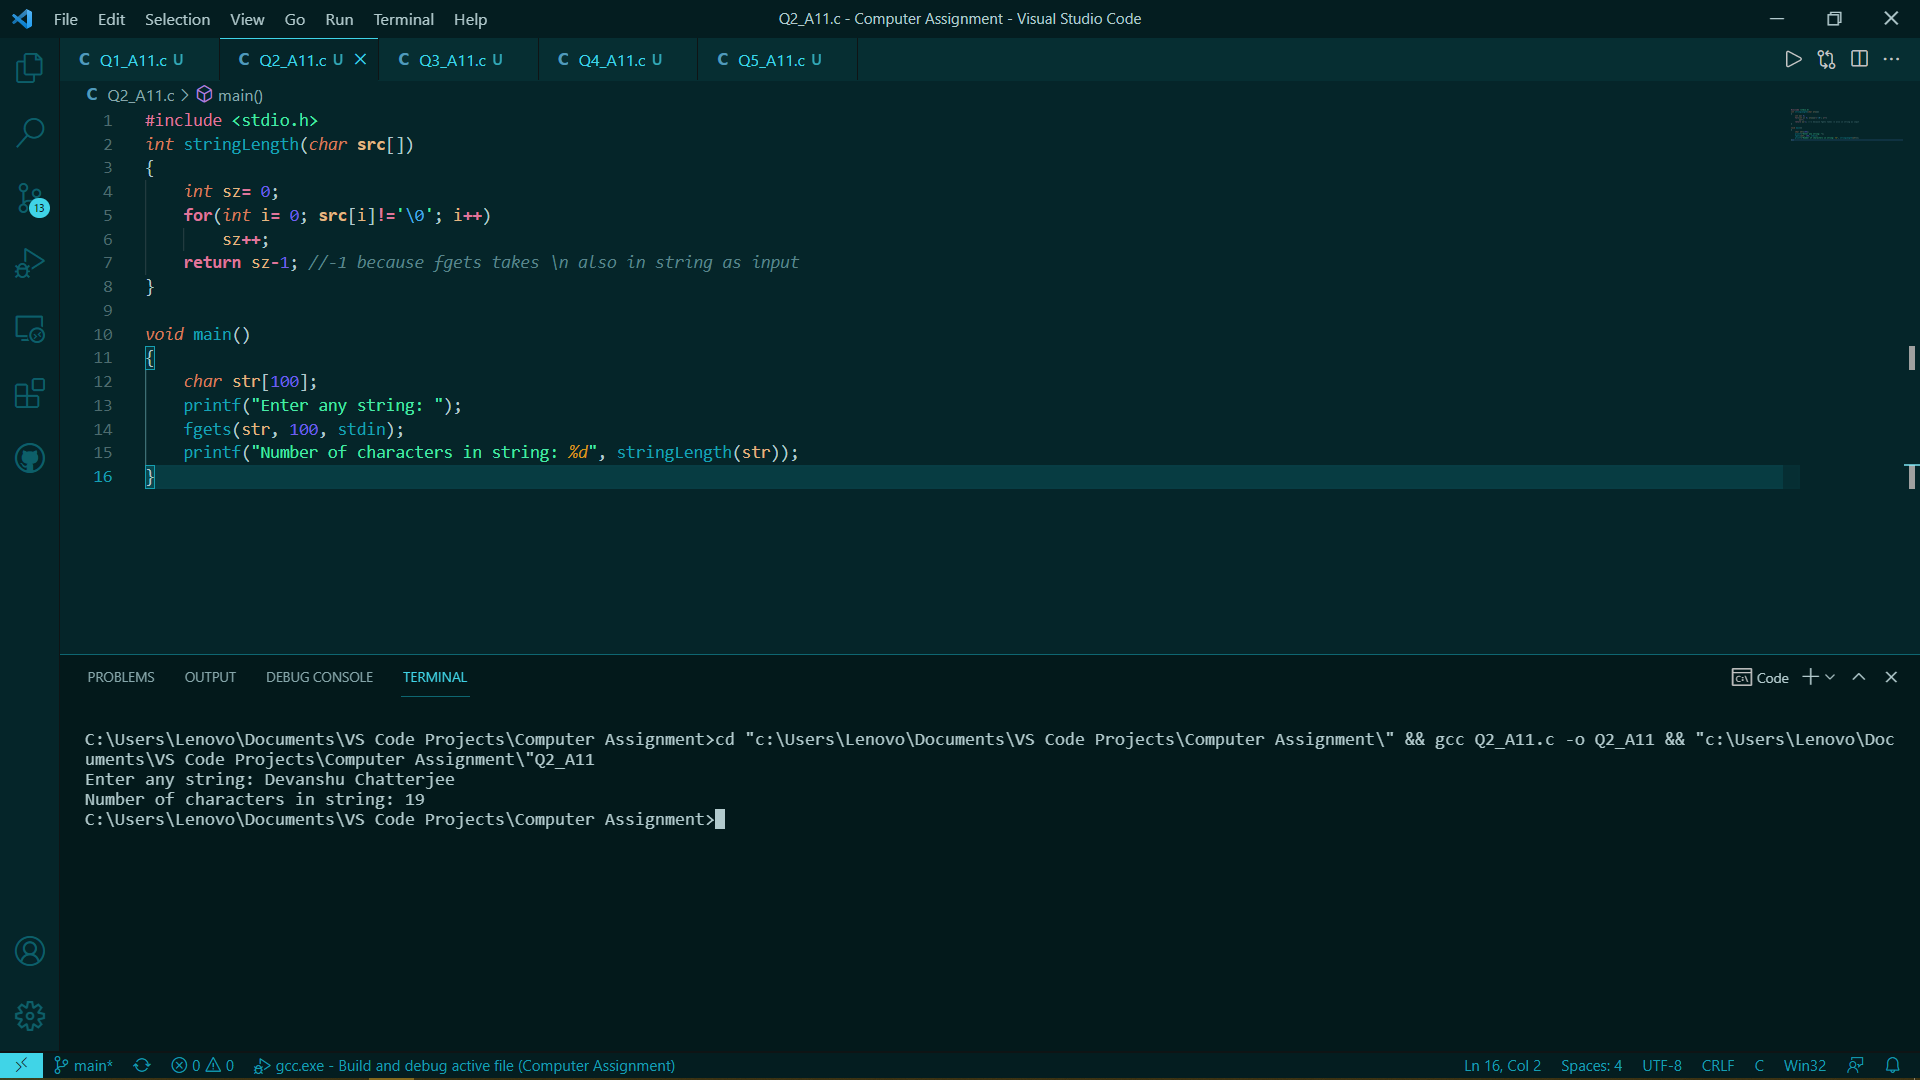 File Edit Selection View Go Run Terminal Help
Q2_A11.c - Computer Assignment - Visual Studio Code
C Q1_A11.c U
C Q2_A11.c U
C Q3_A11.c U
C Q4_A11.c U
C Q5_A11.c U
C Q2_A11.c > main()
1 #include <stdio.h>
2 int stringLength(char src[])
3 {
4     int sz= 0;
5     for(int i= 0; src[i]!='\0'; i++)
6         sz++;
7     return sz-1; //-1 because fgets takes \n also in string as input
8 }
9
10 void main()
11 {
12     char str[100];
13     printf("Enter any string: ");
14     fgets(str, 100, stdin);
15     printf("Number of characters in string: %d", stringLength(str));
16 }
13
PROBLEMS OUTPUT DEBUG CONSOLE TERMINAL
Code
C:\Users\Lenovo\Documents\VS Code Projects\Computer Assignment>cd "c:\Users\Lenovo\Documents\VS Code Projects\Computer Assignment\" && gcc Q2_A11.c -o Q2_A11 && "c:\Users\Lenovo\Doc
uments\VS Code Projects\Computer Assignment\"Q2_A11
Enter any string: Devanshu Chatterjee
Number of characters in string: 19
C:\Users\Lenovo\Documents\VS Code Projects\Computer Assignment>
main* 0 0 gcc.exe - Build and debug active file (Computer Assignment)
Ln 16, Col 2 Spaces: 4 UTF-8 CRLF C Win32